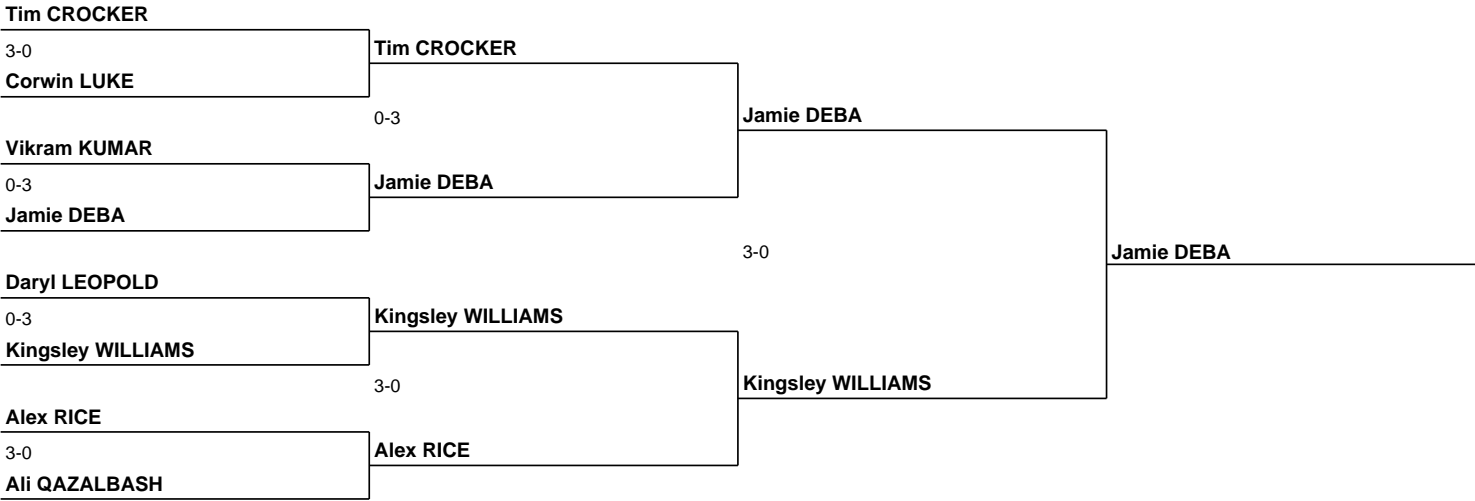 Tim CROCKER
3-0
Corwin LUKE
Vikram KUMAR
0-3
Jamie DEBA
Daryl LEOPOLD
0-3
Kingsley WILLIAMS
Alex RICE
3-0
Ali QAZALBASH
Tim CROCKER
0-3
Jamie DEBA
Kingsley WILLIAMS
3-0
Alex RICE
Jamie DEBA
3-0
Kingsley WILLIAMS
Jamie DEBA